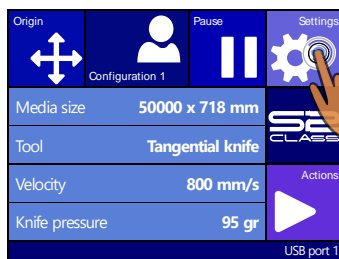 Origin
Pause
Settings
Configuration 1
Media size 50000 x 718 mm
CLASS
Tool Tangential knife
Velocity 800 mm/s
Actions
Knife pressure 95 gr
USB port 1